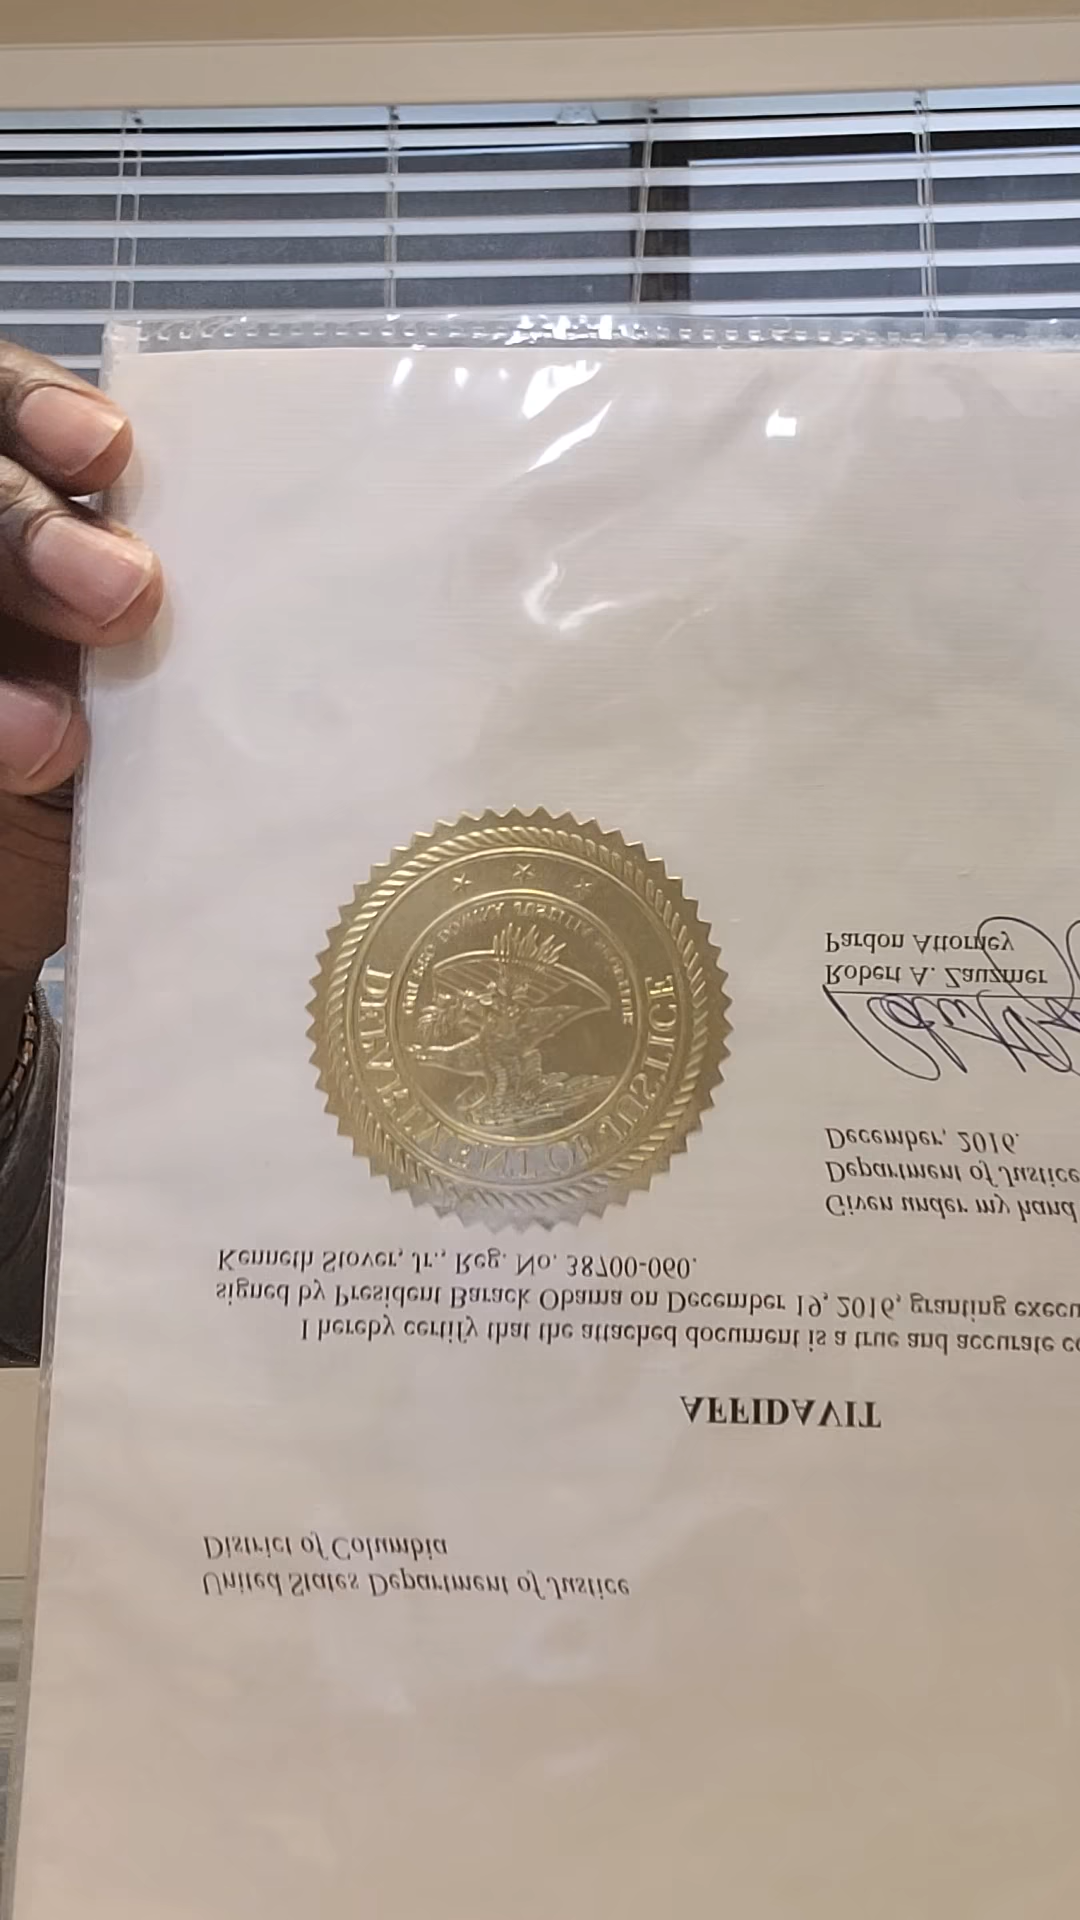 United States Department of Justice
District of Columbia
AFFIDAVIT
I hereby certify that the attached document is a true and accurate
signed by President Barack Obama on December 19, 2016, granting
Kenneth Stover, Jr., Reg. No. 38700-060.
Given under my hand
Department of Justice
December, 2016.
Robert A. Zauzmer
Pardon Attorney
DEPARTMENT OF JUSTICE
QUI PRO DOMINA JUSTITIA SEQUITUR